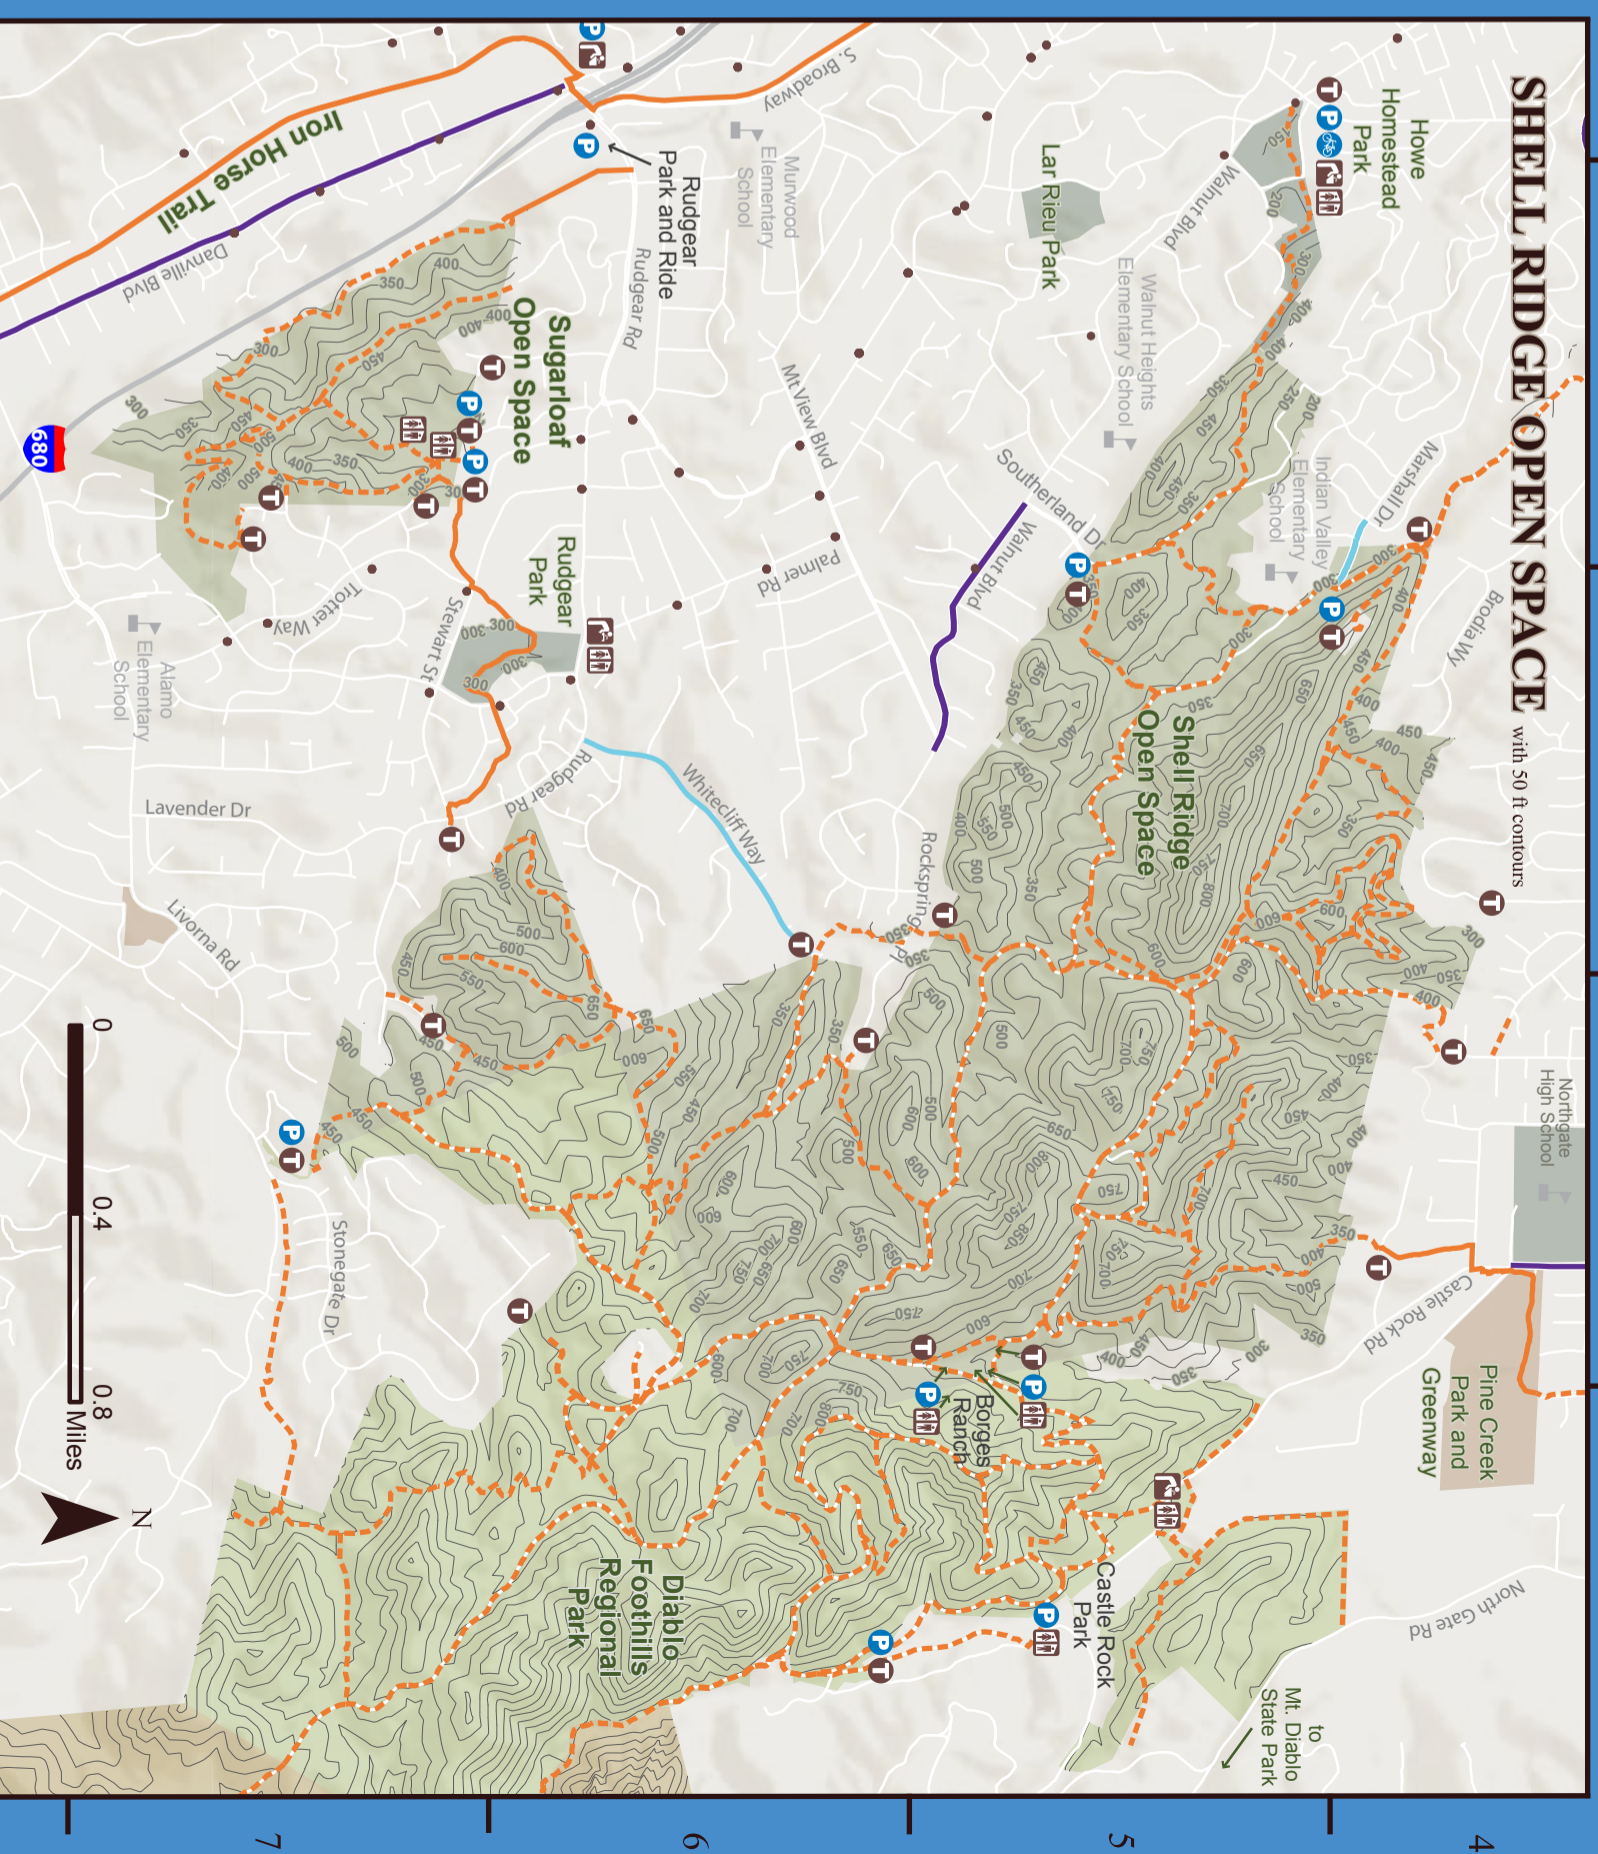 SHELL RIDGE OPEN SPACE with 50 ft contours
Howe
Homestead
Park
T
P
Walnut Blvd
Lar Rieu Park
S. Broadway
Murwood
Elementary
School
Rudgear
Park and Ride
Rudgear Rd
Iron Horse Trail
Danville Blvd
680
Sugarloaf
Open Space
Mt View Blvd
Walnut Heights
Elementary School
Southerland Dr
Walnut Blvd
Palmer Rd
Indian Valley
Elementary
School
Marshall Dr
Brodia Wy
Rudgear
Park
Trotter Way
Stewart St
Alamo
Elementary
School
Rudgear Rd
Whitecliff Way
Lavender Dr
Livorna Rd
Rockspring Pl
Shell Ridge
Open Space
Northgate
High School
Castle Rock Rd
Pine Creek
Park and
Greenway
Borges
Ranch
Stonegate Dr
Castle Rock
Park
North Gate Rd
to
Mt. Diablo
State Park
Diablo
Foothills
Regional
Park
0 0.4 0.8 Miles
N
4
5
6
7